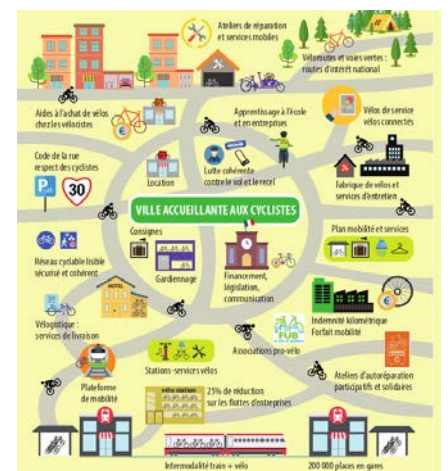 Ateliers de réparation
et services mobiles
Véloroutes et voies vertes :
routes d'intérêt national
Aides à l'achat de vélos
chez les vélocistes
Apprentissage à l'école
et en entreprises
Vélos de service
vélos connectés
Code de la rue
respect des cyclistes
P
30
Location
Lutte cohérente
contre le vol et le recel
Fabrique de vélos et
services d'entretien
VILLE ACCUEILLANTE AUX CYCLISTES
Consignes
Plan mobilité et services
Réseau cyclable lisible
sécurisé et cohérent
Gardiennage
Financement,
législation,
communication
HOTEL
Vélogistique :
services de livraison
Indemnité kilométrique
Forfait mobilité
FUB
Stations-services vélos
Associations pro-vélo
Plateforme
de mobilité
Ateliers d'autoréparation
participatifs et solidaires
vélo station
25% de réduction
sur les flottes d'entreprises
Intermodalité train + vélo
200 000 places en gares